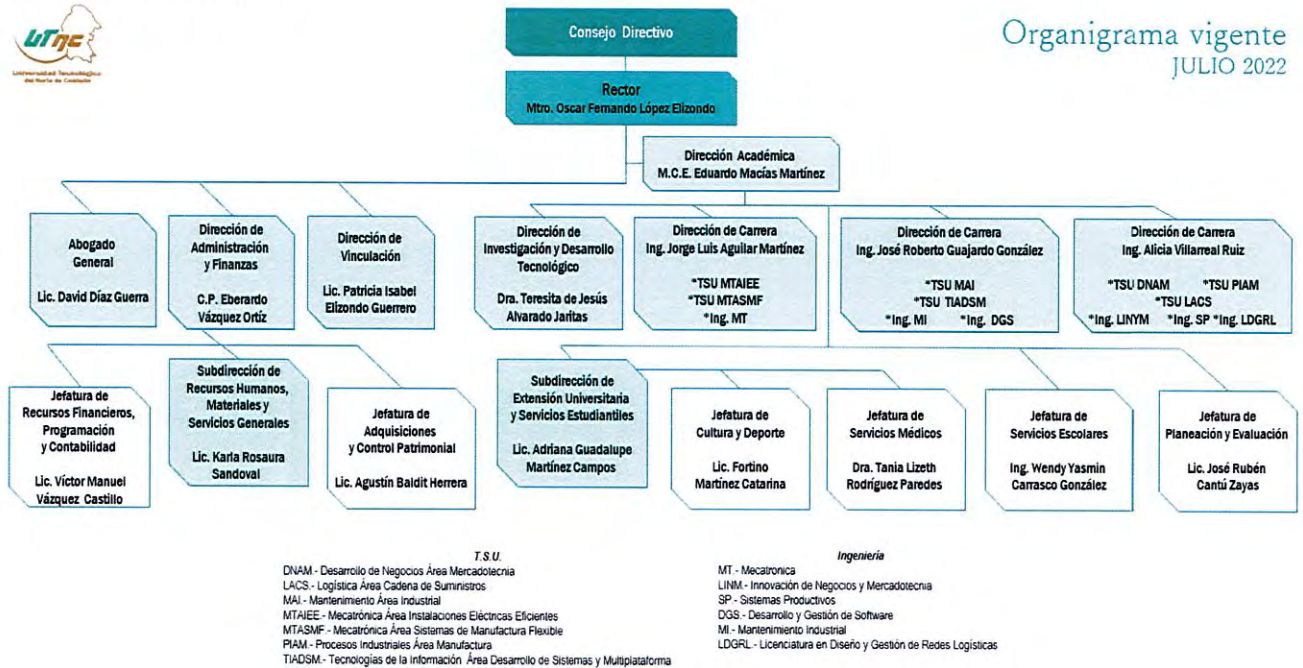 UTNC
Universidad Tecnológica
del Norte de Coahuila
Organigrama vigente
JULIO 2022
Consejo Directivo
Rector
Mtro. Oscar Fernando López Elizondo
Dirección Académica
M.C.E. Eduardo Macías Martínez
Abogado
General
Lic. David Díaz Guerra
Dirección de
Administración
y Finanzas
C.P. Eberardo
Vázquez Ortíz
Dirección de
Vinculación
Lic. Patricia Isabel
Elizondo Guerrero
Dirección de
Investigación y Desarrollo
Tecnológico
Dra. Teresita de Jesús
Alvarado Jaritas
Dirección de Carrera
Ing. Jorge Luis Aguilar Martínez
*TSU MTAIEE
*TSU MTASMF
*Ing. MT
Dirección de Carrera
Ing. José Roberto Guajardo González
*TSU MAI
*TSU TIADSM
*Ing. MI *Ing. DGS
Dirección de Carrera
Ing. Alicia Villarreal Ruiz
*TSU DNAM *TSU PIAM
*TSU LACS
*Ing. LINYM *Ing. SP *Ing. LDGRL
Jefatura de
Recursos Financieros,
Programación
y Contabilidad
Lic. Víctor Manuel
Vázquez Castillo
Subdirección de
Recursos Humanos,
Materiales y
Servicios Generales
Lic. Karla Rosaura
Sandoval
Jefatura de
Adquisiciones
y Control Patrimonial
Lic. Agustín Baldit Herrera
Subdirección de
Extensión Universitaria
y Servicios Estudiantiles
Lic. Adriana Guadalupe
Martínez Campos
Jefatura de
Cultura y Deporte
Lic. Fortino
Martínez Catarina
Jefatura de
Servicios Médicos
Dra. Tania Lizeth
Rodríguez Paredes
Jefatura de
Servicios Escolares
Ing. Wendy Yasmin
Carrasco González
Jefatura de
Planeación y Evaluación
Lic. José Rubén
Cantú Zayas
T.S.U.
DNAM.- Desarrollo de Negocios Área Mercadotecnia
LACS.- Logística Área Cadena de Suministros
MAI.- Mantenimiento Área Industrial
MTAIEE.- Mecatrónica Área Instalaciones Eléctricas Eficientes
MTASMF.- Mecatrónica Área Sistemas de Manufactura Flexible
PIAM.- Procesos Industriales Área Manufactura
TIADSM.- Tecnologías de la Información Área Desarrollo de Sistemas y Multiplataforma
Ingeniería
MT.- Mecatronica
LINM.- Innovación de Negocios y Mercadotecnia
SP.- Sistemas Productivos
DGS.- Desarrollo y Gestión de Software
MI.- Mantenimiento Industrial
LDGRL.- Licenciatura en Diseño y Gestión de Redes Logísticas